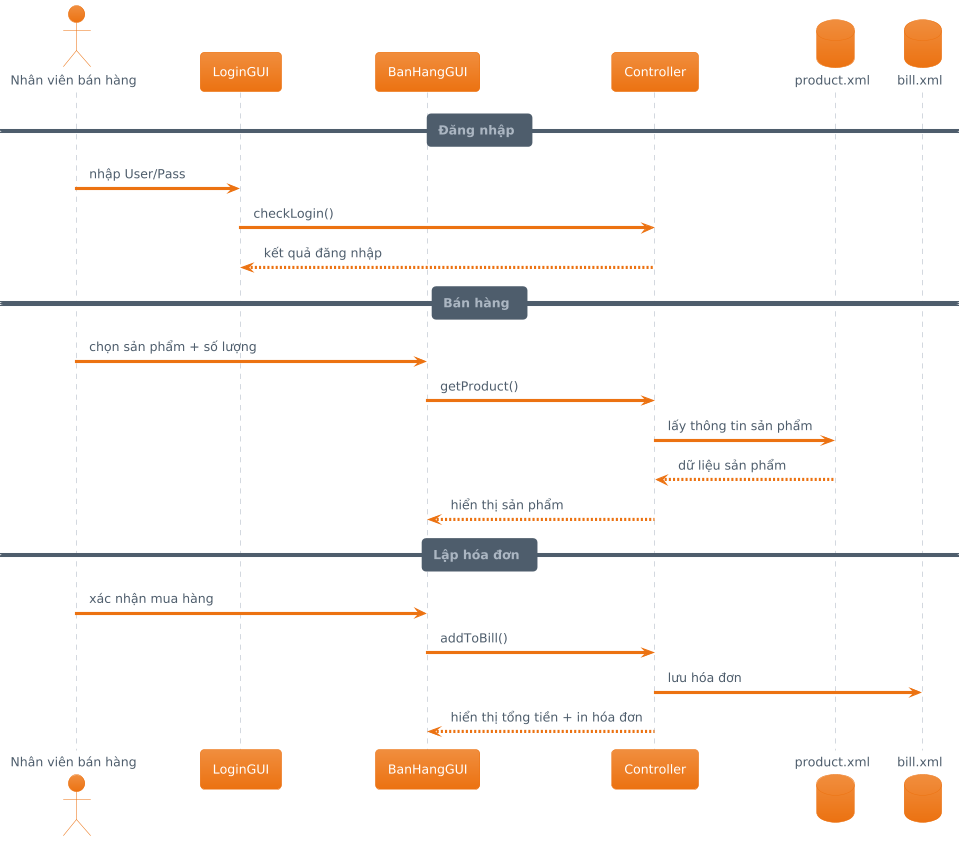 Nhân viên bán hàng
LoginGUI
BanHangGUI
Controller
product.xml
bill.xml
Đăng nhập
nhập User/Pass
checkLogin()
kết quả đăng nhập
Bán hàng
chọn sản phẩm + số lượng
getProduct()
lấy thông tin sản phẩm
dữ liệu sản phẩm
hiển thị sản phẩm
Lập hóa đơn
xác nhận mua hàng
addToBill()
lưu hóa đơn
hiển thị tổng tiền + in hóa đơn
Nhân viên bán hàng
LoginGUI
BanHangGUI
Controller
product.xml
bill.xml